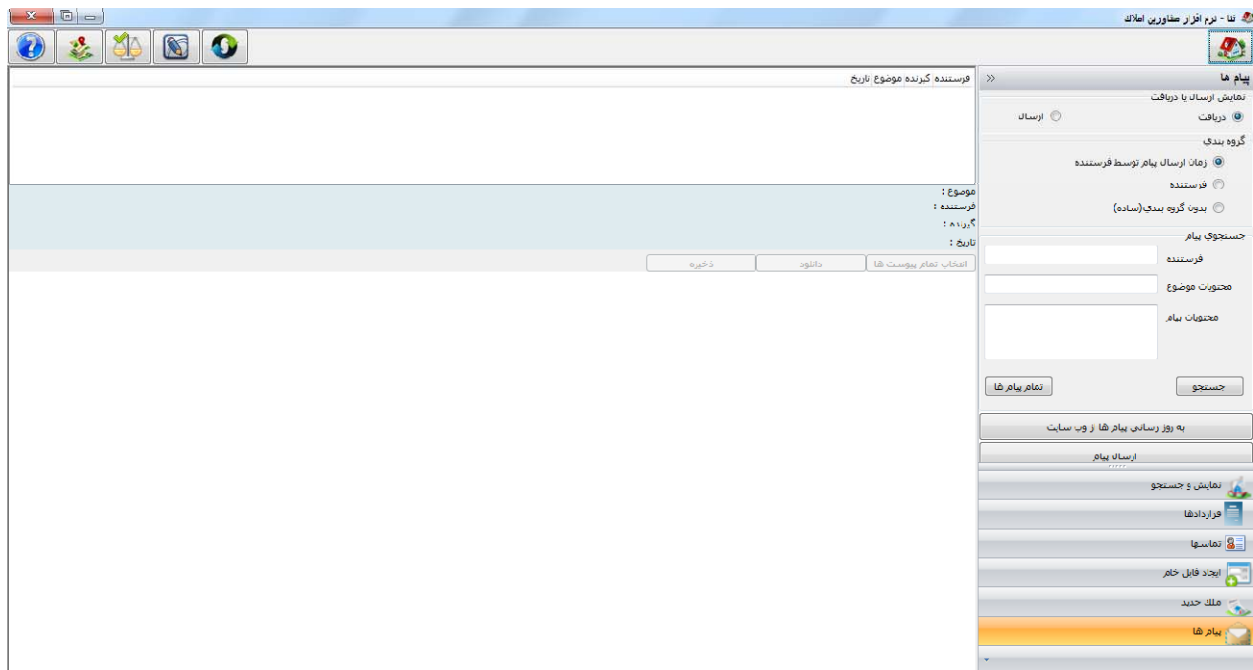 ثنا - نرم افزار مشاورین املاک
پیام ها
نمایش ارسال یا دریافت
دریافت
ارسال
گروه بندی
زمان ارسال پیام توسط فرستنده
فرستنده
بدون گروه بندی(ساده)
جستجوی پیام
فرستنده
محتویات موضوع
محتویات پیام
جستجو
تمام پیام ها
به روز رسانی پیام ها از وب سایت
ارسال پیام
نمایش و جستجو
قراردادها
تماسها
ایجاد فایل خام
ملک جدید
پیام ها
فرستنده گیرنده موضوع تاریخ
موضوع :
فرستنده :
گیرنده :
تاریخ :
انتخاب تمام پیوست ها
دانلود
ذخیره